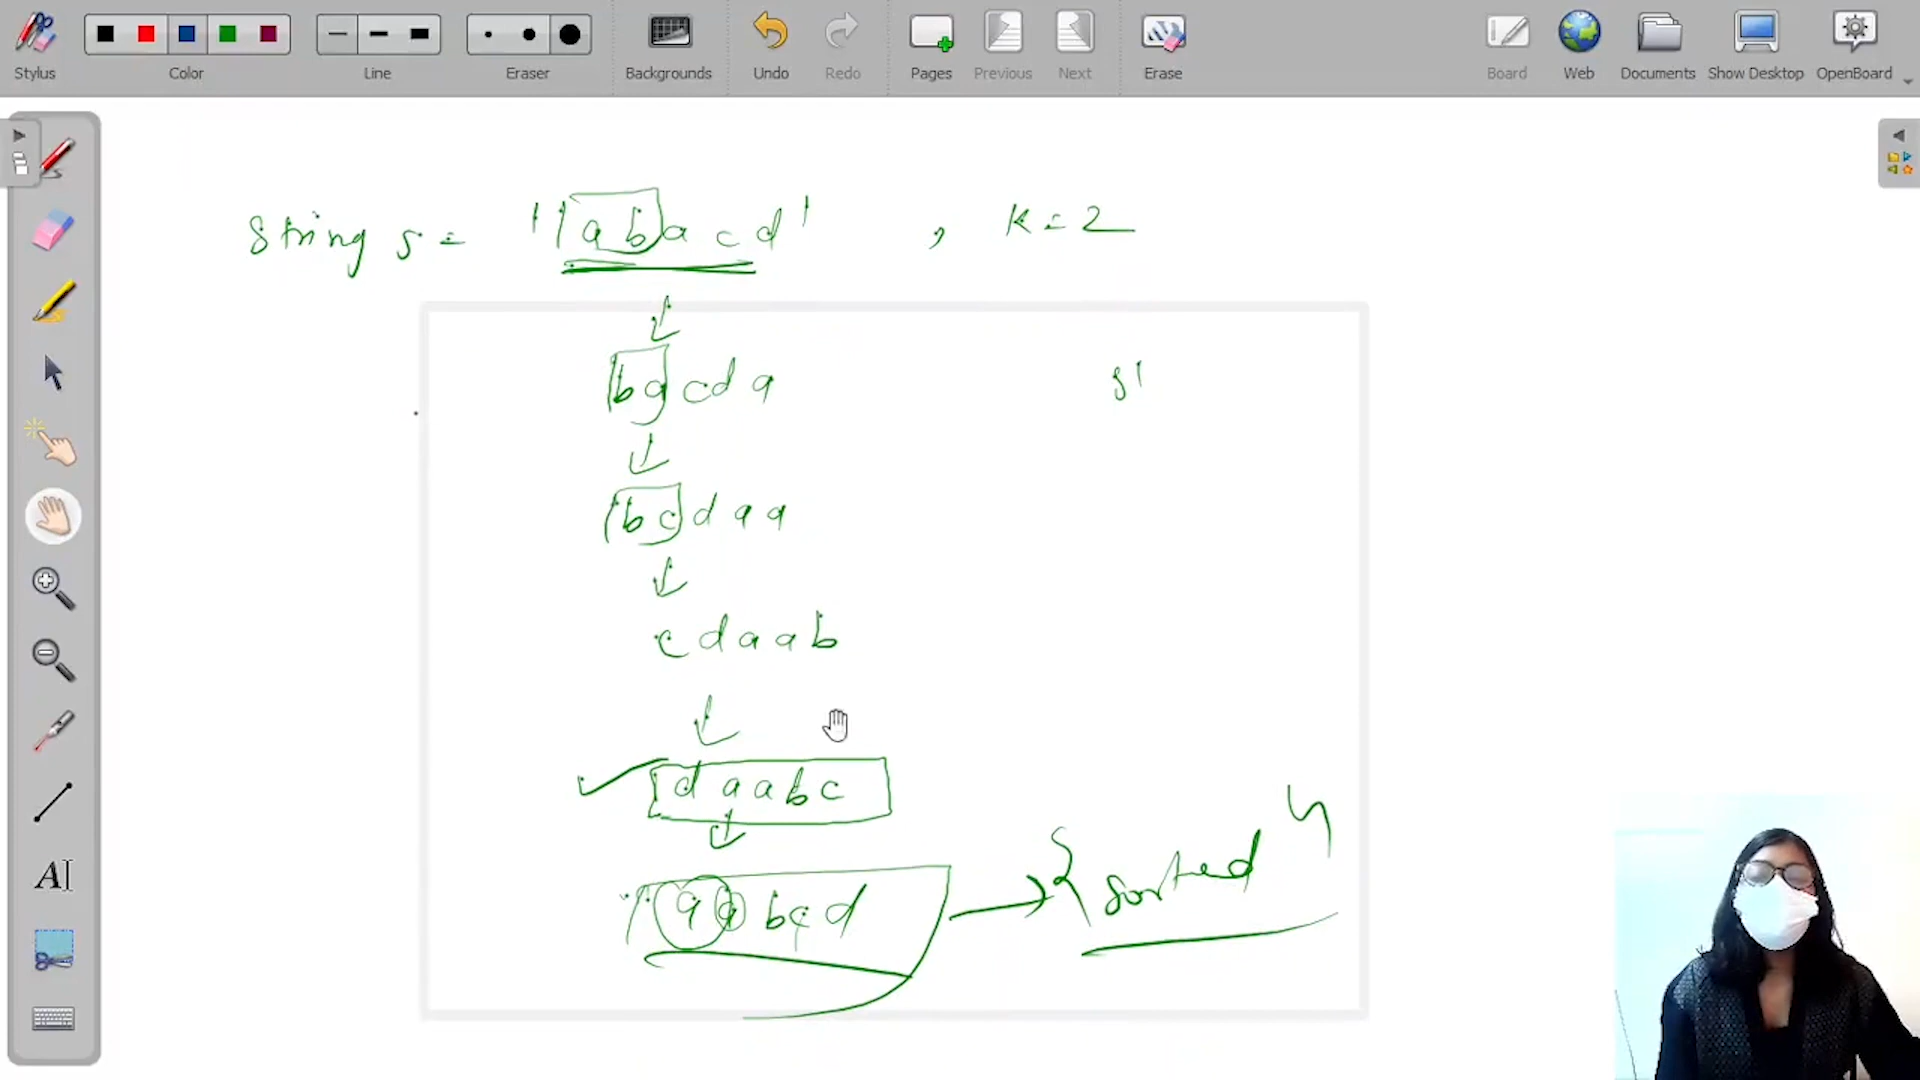 Stylus
Color
Line
Eraser
Backgrounds
Undo
Redo
Pages
Previous
Next
Erase
Board
Web
Documents
Show Desktop
OpenBoard
String s = "abacd" , K = 2
bacda
s'
bcdaa
cdaab
daabc
aabcd
sorted
A